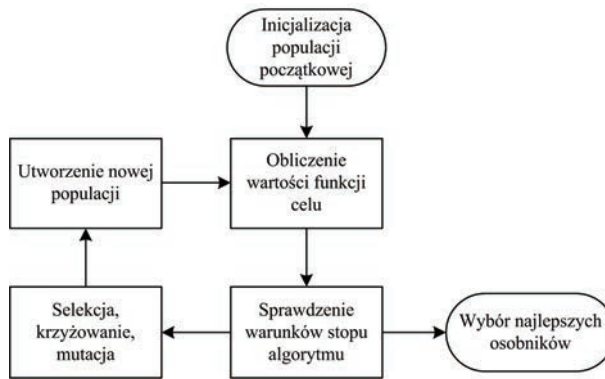 Inicjalizacja
populacji
początkowej
Utworzenie nowej
populacji
Obliczenie
wartości funkcji
celu
Selekcja,
krzyżowanie,
mutacja
Sprawdzenie
warunków stopu
algorytmu
Wybór najlepszych
osobników